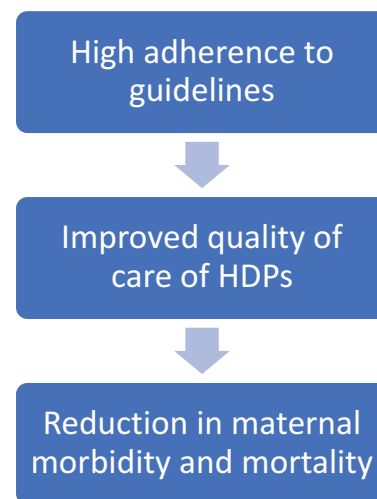 High adherence to
guidelines
Improved quality of
care of HDPs
Reduction in maternal
morbidity and mortality